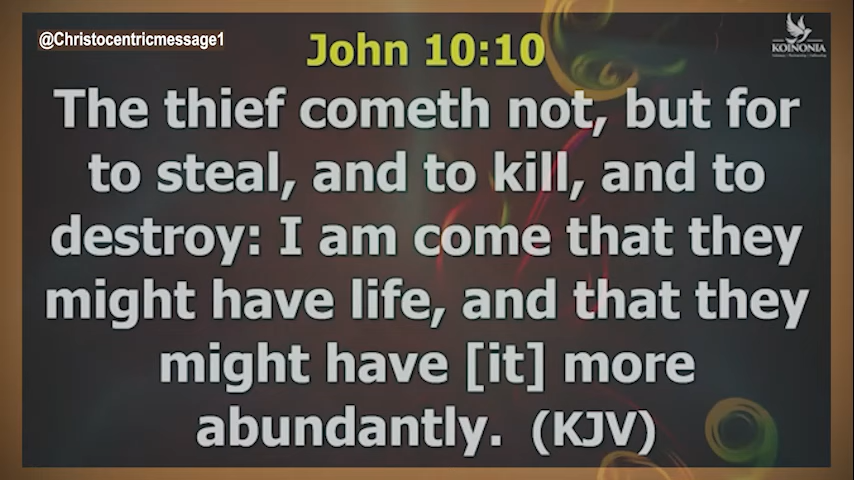 @Christocentricmessage1
KOINONIA
John 10:10
The thief cometh not, but for
to steal, and to kill, and to
destroy: I am come that they
might have life, and that they
might have [it] more
abundantly. (KJV)